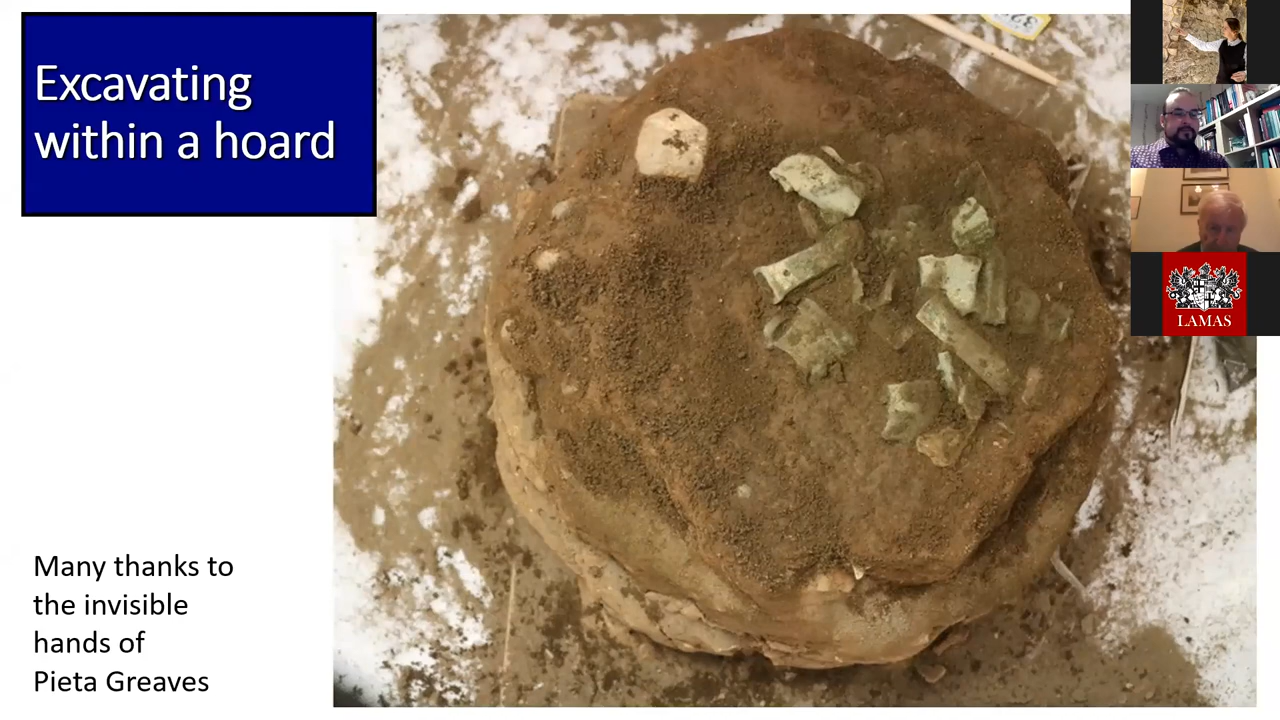 Excavating
within a hoard
Many thanks to
the invisible
hands of
Pieta Greaves
LAMAS